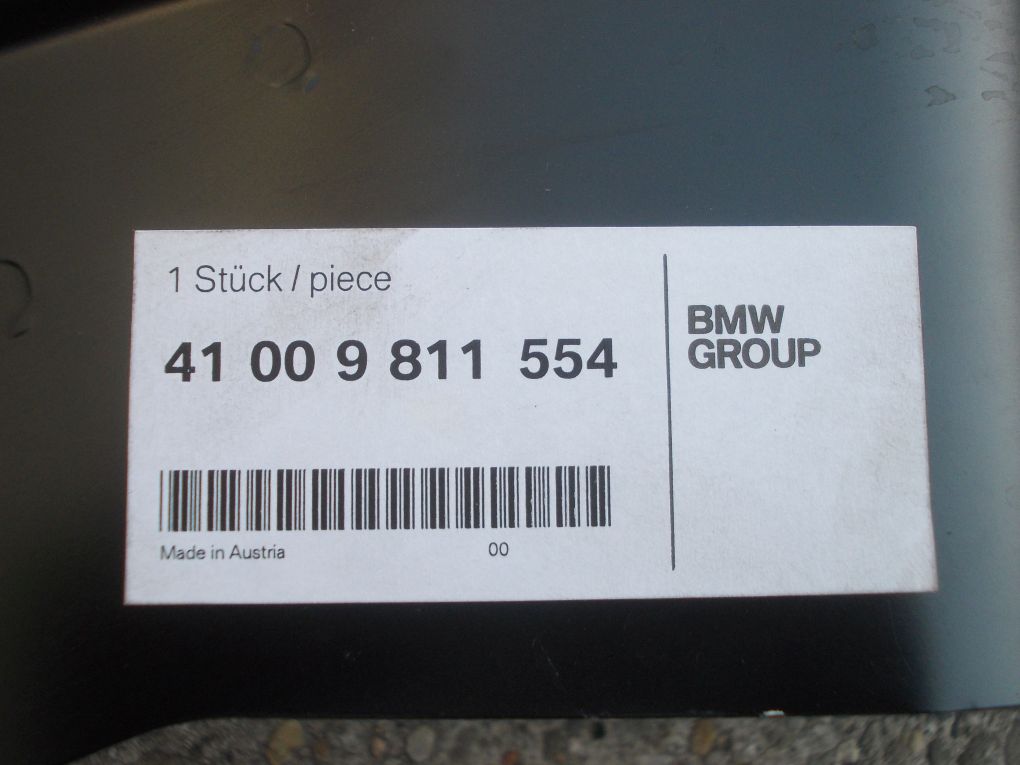 1 Stück / piece
41 00 9 811 554
BMW
GROUP
Made in Austria
00